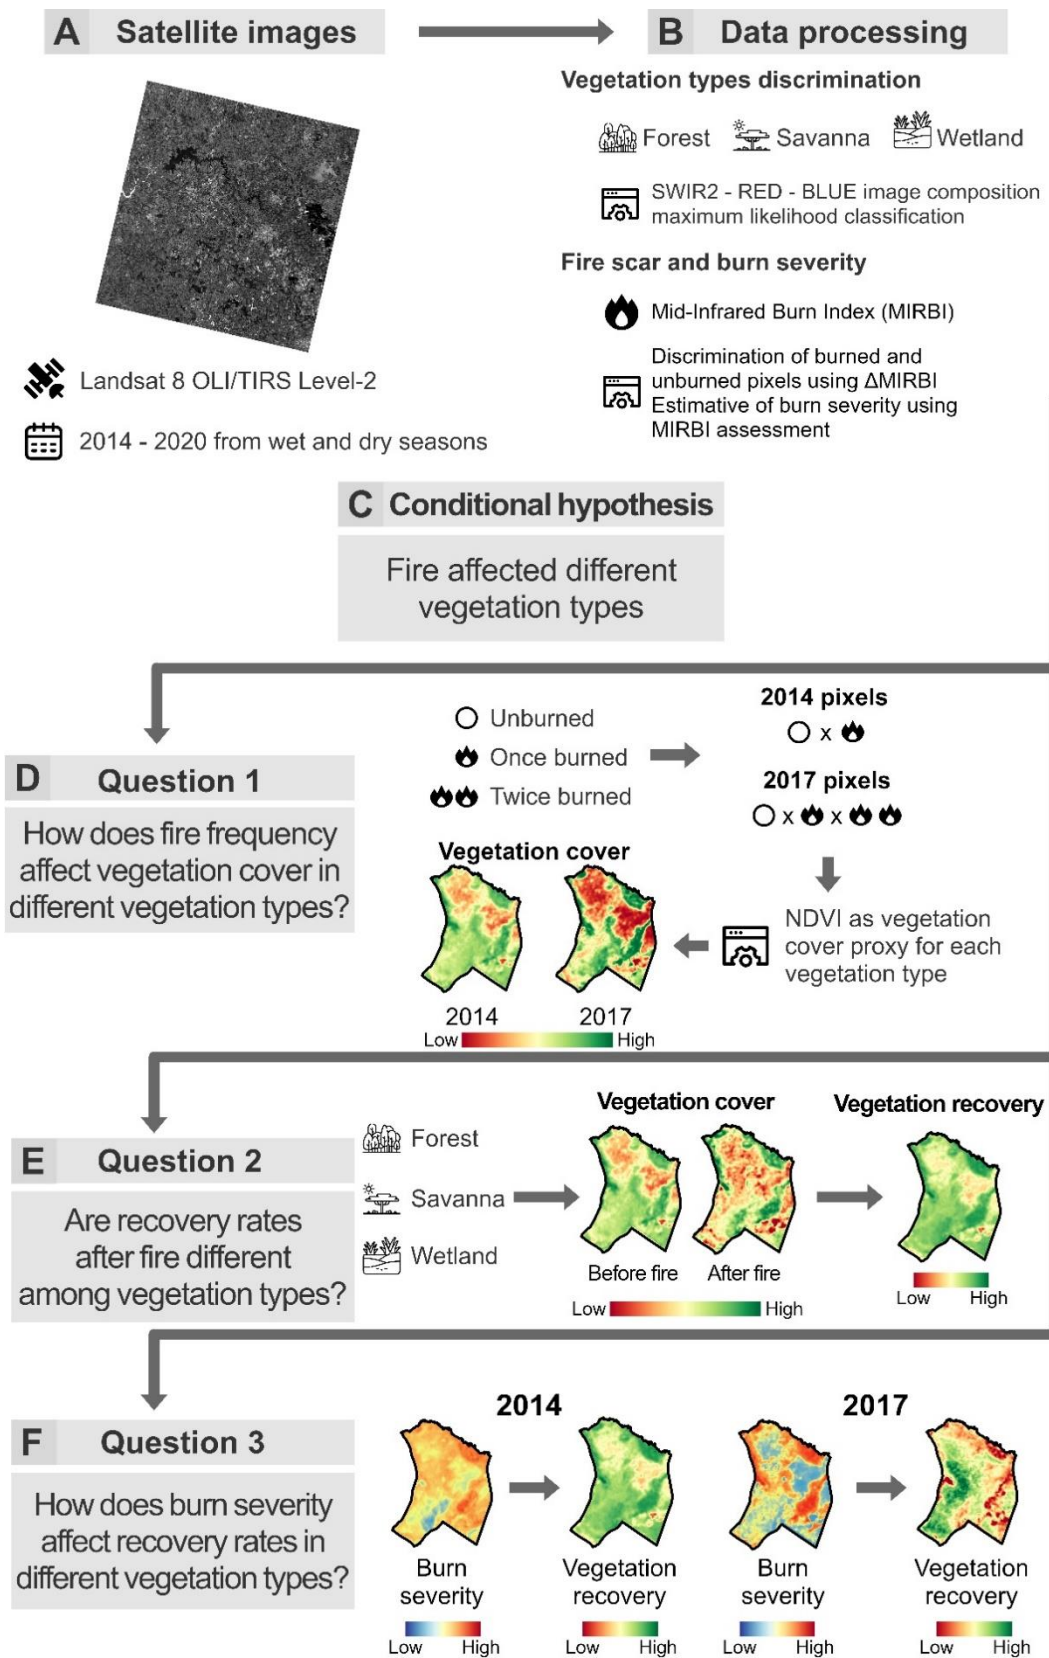 A Satellite images
B Data processing
Vegetation types discrimination
Forest Savanna Wetland
SWIR2 - RED - BLUE image composition
maximum likelihood classification
Fire scar and burn severity
Mid-Infrared Burn Index (MIRBI)
Discrimination of burned and
unburned pixels using ΔMIRBI
Estimative of burn severity using
MIRBI assessment
Landsat 8 OLI/TIRS Level-2
2014 - 2020 from wet and dry seasons
C Conditional hypothesis
Fire affected different
vegetation types
D Question 1
How does fire frequency
affect vegetation cover in
different vegetation types?
Unburned
Once burned
Twice burned
2014 pixels
x
2017 pixels
x x
NDVI as vegetation
cover proxy for each
vegetation type
Vegetation cover
2014 2017
Low High
E Question 2
Are recovery rates
after fire different
among vegetation types?
Forest
Savanna
Wetland
Vegetation cover
Before fire After fire
Low High
Vegetation recovery
Low High
F Question 3
How does burn severity
affect recovery rates in
different vegetation types?
2014
Burn
severity
Low High
Vegetation
recovery
Low High
2017
Burn
severity
Low High
Vegetation
recovery
Low High